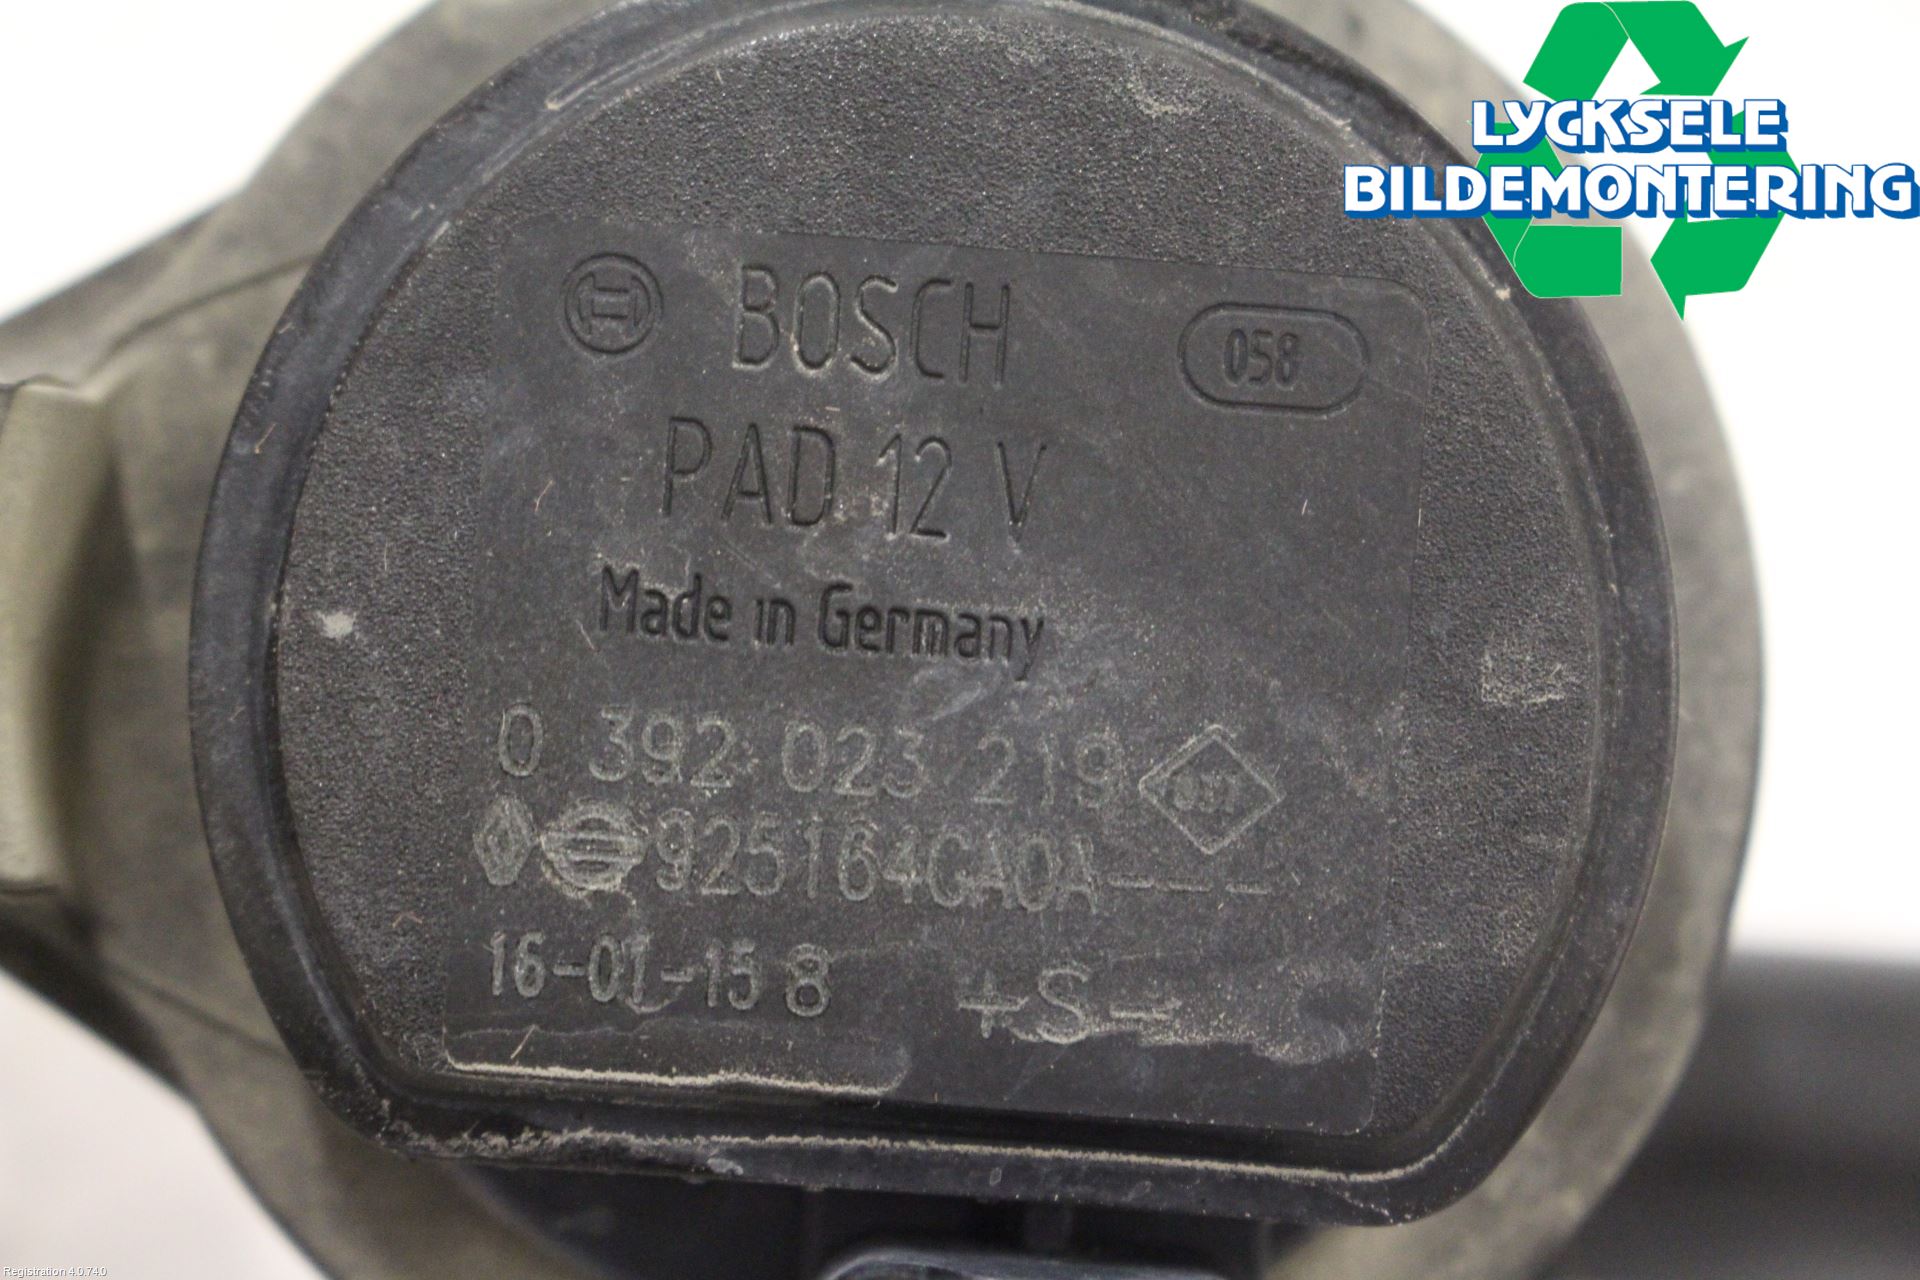 LYCKSELE
BILDEMONTERING
BOSCH 058
PAD 12 V
Made in Germany
0 392 023 219
925164CA0A---
16-01-15 8 +S-
Registration 4.0.74.0